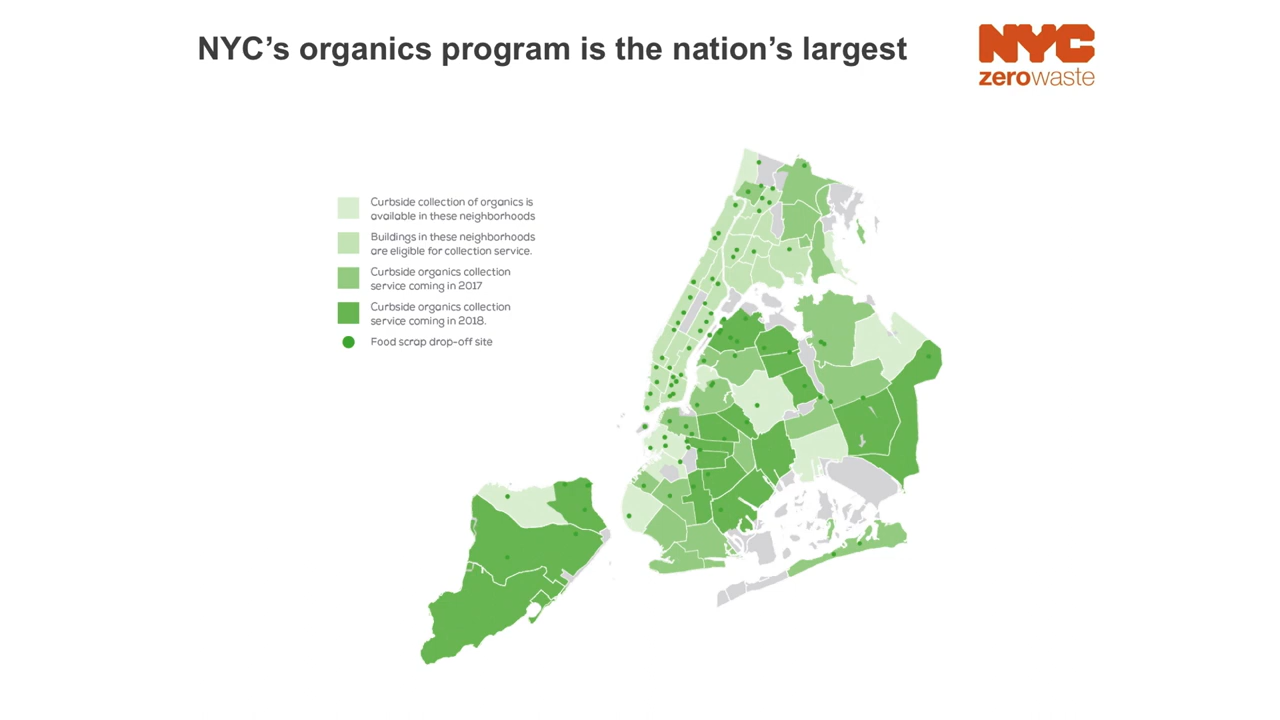 NYC's organics program is the nation's largest
NYC
zerowaste
Curbside collection of organics is
available in these neighborhoods
Buildings in these neighborhoods
are eligible for collection service.
Curbside organics collection
service coming in 2017
Curbside organics collection
service coming in 2018.
Food scrap drop-off site